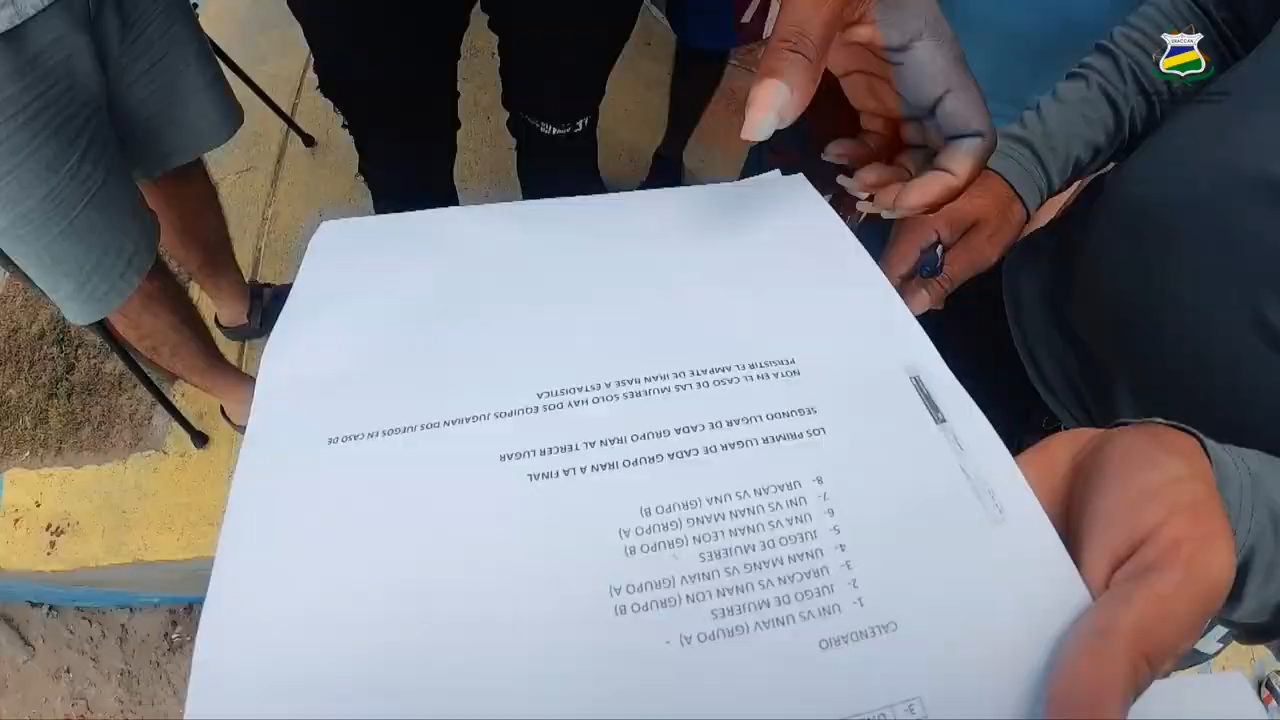 3-
CALENDARIO
1- UNI VS UNIAV (GRUPO A)
2- JUEGO DE MUJERES
3- URACAN VS UNAN LON (GRUPO B)
4- UNAN MANG VS UNIAV (GRUPO A)
5- JUEGO DE MUJERES
6- UNA VS UNAN LEON (GRUPO B)
7- UNI VS UNAN MANG (GRUPO A)
8- URACAN VS UNA (GRUPO B)
LOS PRIMER LUGAR DE CADA GRUPO IRAN A LA FINAL
SEGUNDO LUGAR DE CADA GRUPO IRAN AL TERCER LUGAR
NOTA EN EL CASO DE LAS MUJERES SOLO HAY DOS EQUIPOS JUGAIRAN DOS JUEGOS EN CASO DE
PERSISTIR EL AMPATE DE IRAN BASE A ESTADISTICA